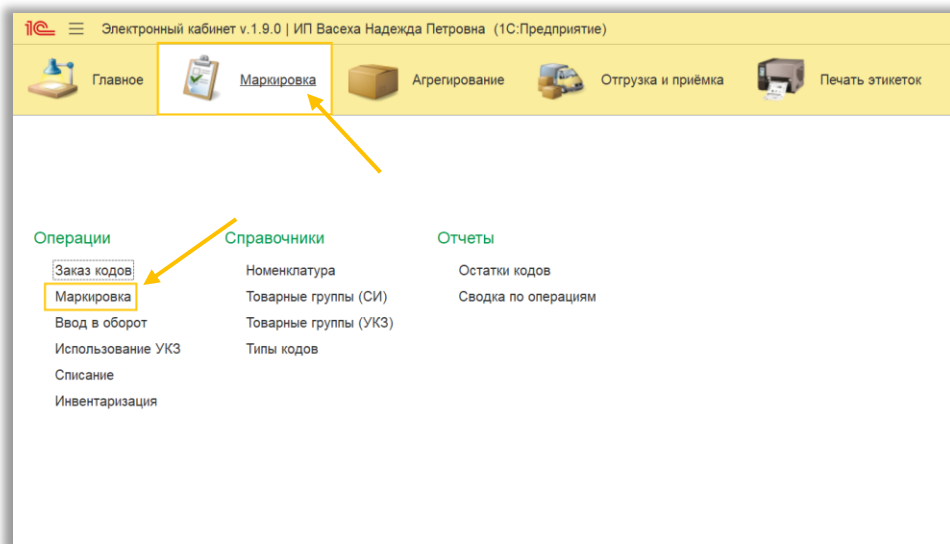 1С Электронный кабинет v.1.9.0 | ИП Васеха Надежда Петровна (1С:Предприятие)
Главное Маркировка Агрегирование Отгрузка и приёмка Печать этикеток
Операции Справочники Отчеты
Заказ кодов Номенклатура Остатки кодов
Маркировка Товарные группы (СИ) Сводка по операциям
Ввод в оборот Товарные группы (УКЗ)
Использование УКЗ Типы кодов
Списание
Инвентаризация